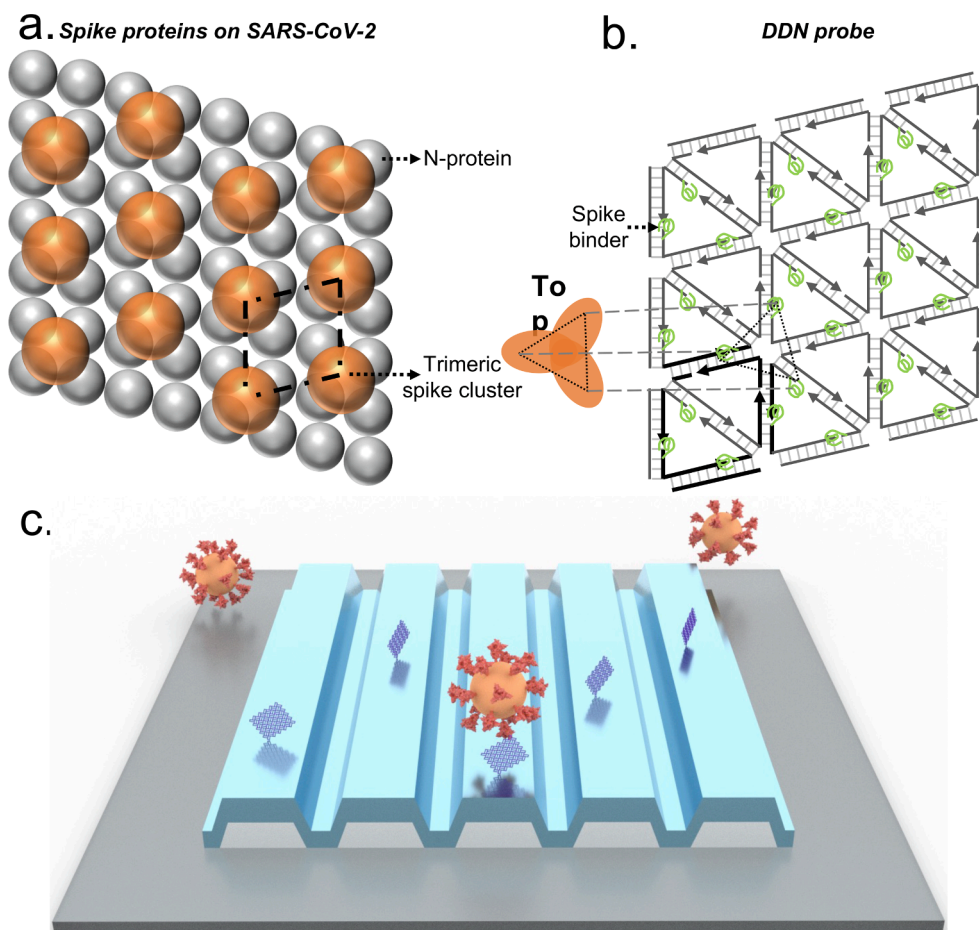 a. Spike proteins on SARS-CoV-2
N-protein
Trimeric
spike cluster
b. DDN probe
Spike
binder
To
p
c.